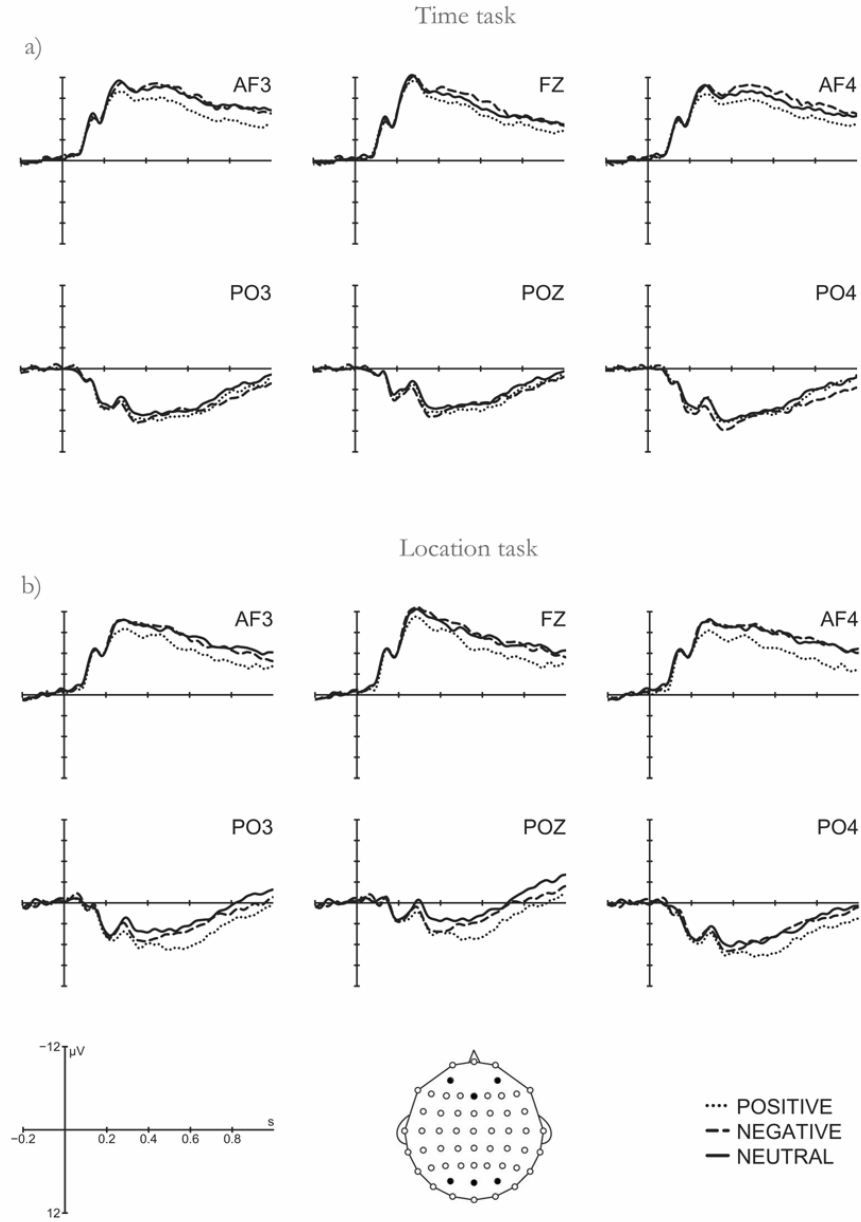 Time task
a)
AF3 FZ AF4
PO3 POZ PO4
Location task
b)
AF3 FZ AF4
PO3 POZ PO4
−12 µV
s
−0.2 0.2 0.4 0.6 0.8
12
POSITIVE
NEGATIVE
NEUTRAL